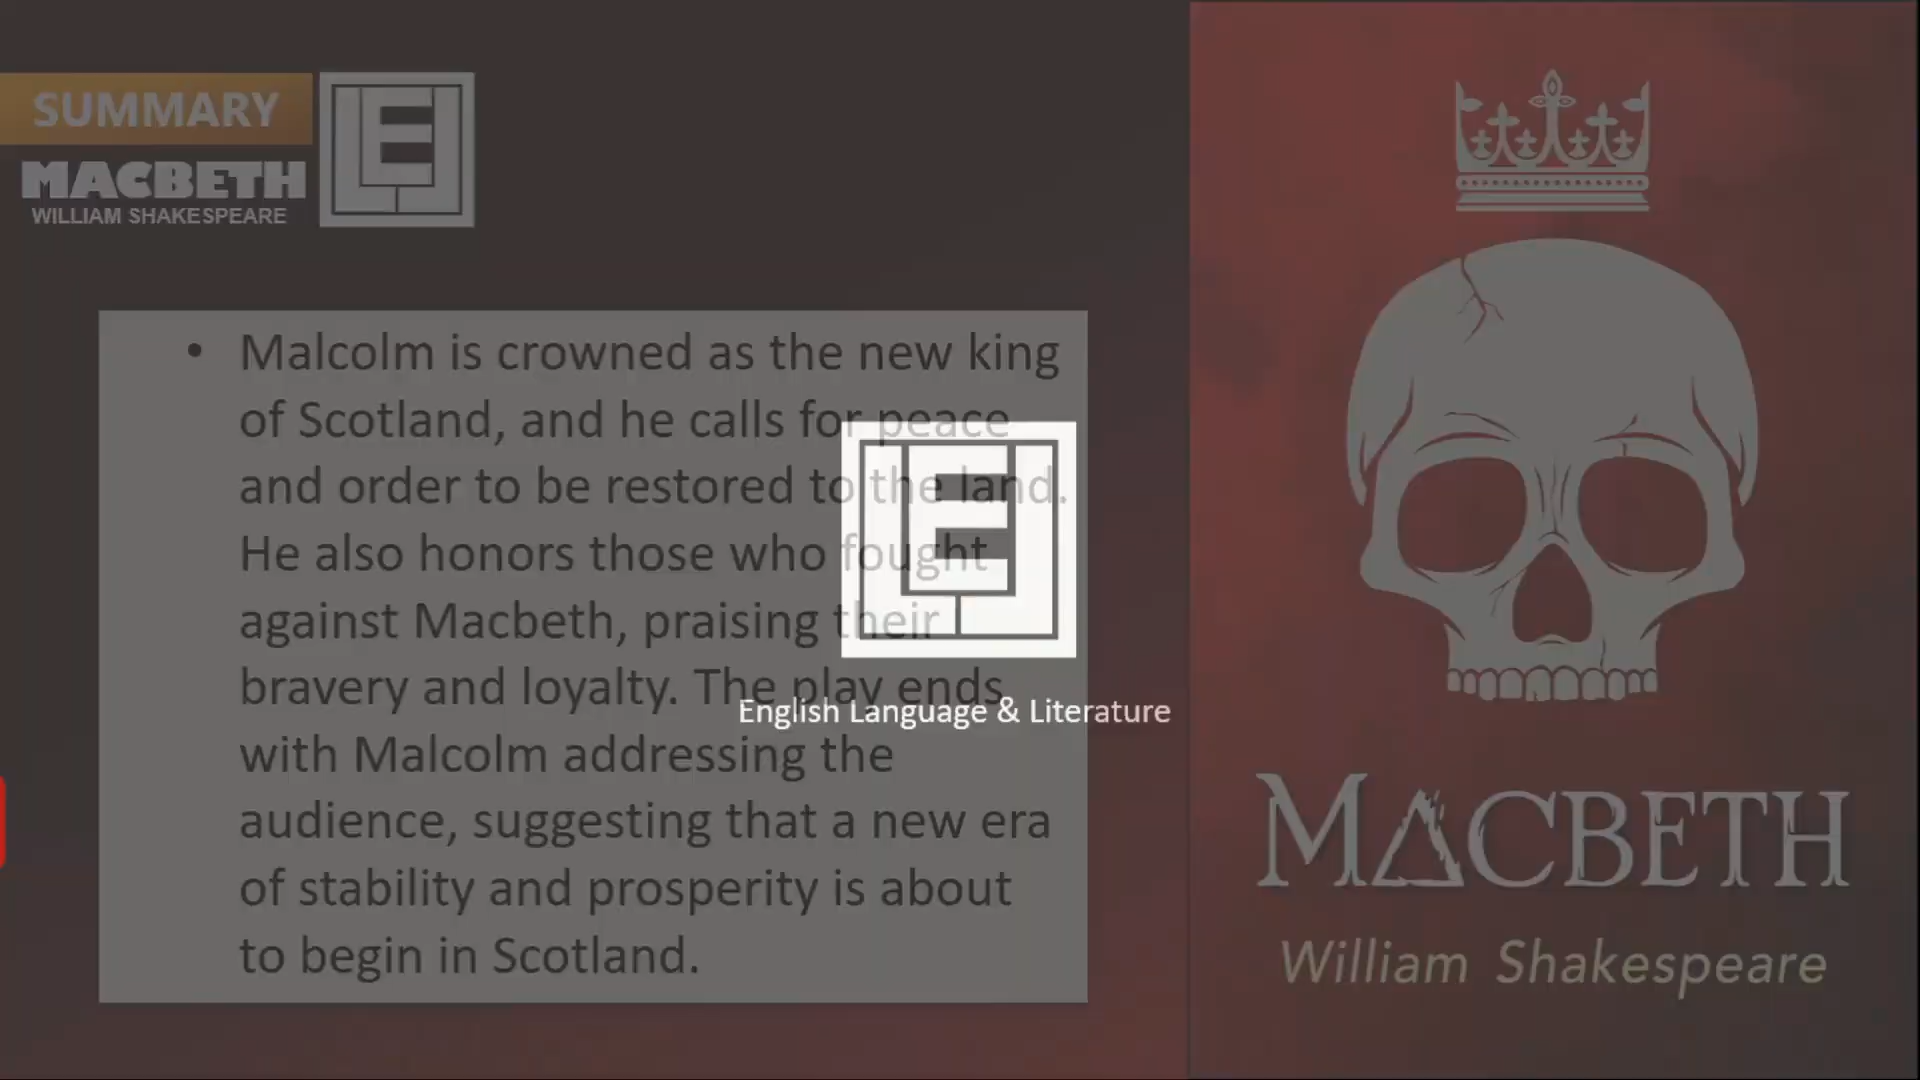 SUMMARY
MACBETH
WILLIAM SHAKESPEARE
• Malcolm is crowned as the new king
of Scotland, and he calls for peace
and order to be restored to the land.
He also honors those who fought
against Macbeth, praising their
bravery and loyalty. The play ends
with Malcolm addressing the
audience, suggesting that a new era
of stability and prosperity is about
to begin in Scotland.
English Language & Literature
MACBETH
William Shakespeare